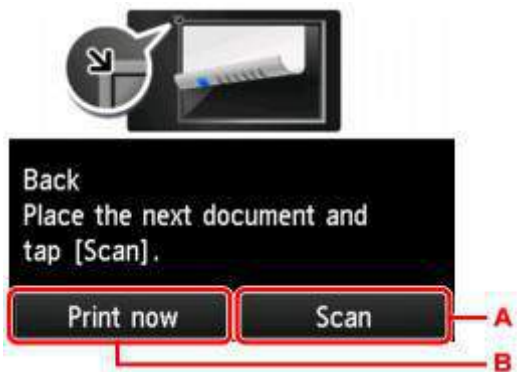 Back
Place the next document and
tap [Scan].
Print now
Scan
A
B